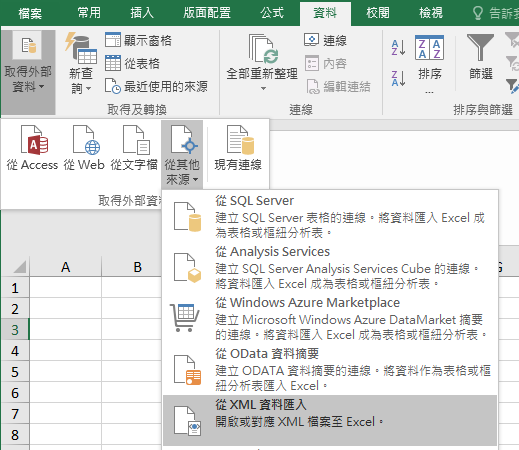 檔案 常用 插入 版面配置 公式 資料 校閱 檢視 告訴我
取得外部
資料
新查
詢
顯示窗格
從表格
最近使用的來源
取得及轉換
全部重新整理
連線
內容
編輯連結
連線
排序
...
篩選
排序與篩選
從 Access 從 Web 從文字檔 從其他
來源 現有連線
取得外部資料
從 SQL Server
建立 SQL Server 表格的連線。將資料匯入 Excel 成
為表格或樞紐分析表。
從 Analysis Services
建立 SQL Server Analysis Services Cube 的連線。
將資料匯入 Excel 成為表格或樞紐分析表。
從 Windows Azure Marketplace
建立 Microsoft Windows Azure DataMarket 摘要
的連線。將資料匯入 Excel 成為表格或樞紐分析表。
從 OData 資料摘要
建立 ODATA 資料摘要的連線。將資料作為表格或樞
紐分析表匯入 Excel。
從 XML 資料匯入
開啟或對應 XML 檔案至 Excel。
A B G
1
2
3
4
5
6
7
8